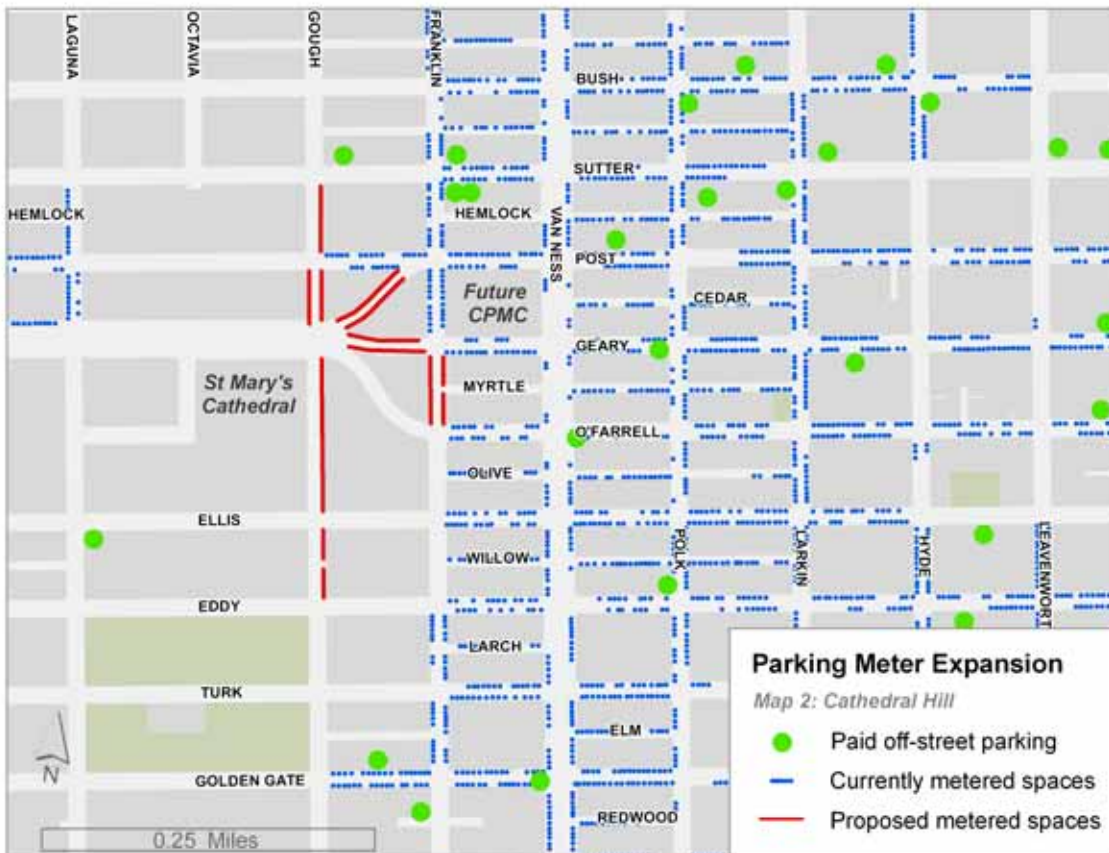 LAGUNA
OCTAVIA
GOUGH
FRANKLIN
BUSH
SUTTER
HEMLOCK
HEMLOCK
VAN NESS
POST
Future
CPMC
CEDAR
GEARY
St Mary's
Cathedral
MYRTLE
O'FARRELL
OLIVE
ELLIS
WILLOW
POLK
LARKIN
HYDE
LEAVENWORT
EDDY
LARCH
TURK
ELM
GOLDEN GATE
REDWOOD
N
0.25 Miles
Parking Meter Expansion
Map 2: Cathedral Hill
Paid off-street parking
Currently metered spaces
Proposed metered spaces